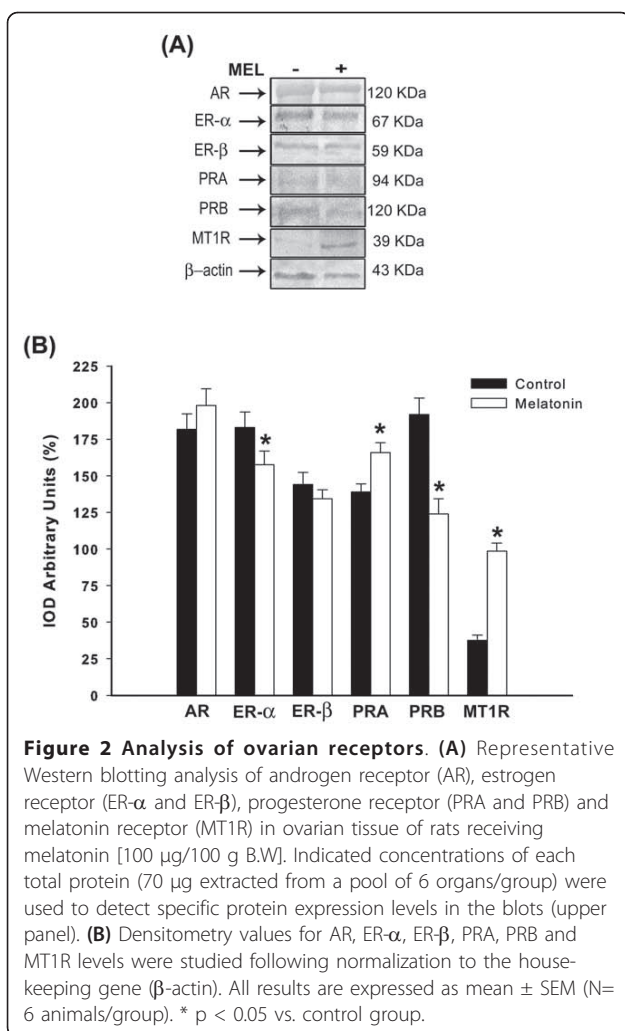 (A)
MEL - +
AR 120 KDa
ER-α 67 KDa
ER-β 59 KDa
PRA 94 KDa
PRB 120 KDa
MT1R 39 KDa
β–actin 43 KDa
(B)
IOD Arbitrary Units (%)
225
200
175
150
125
100
75
50
25
0
Control
Melatonin
* * * *
AR ER-α ER-β PRA PRB MT1R
Figure 2 Analysis of ovarian receptors. (A) Representative
Western blotting analysis of androgen receptor (AR), estrogen
receptor (ER-α and ER-β), progesterone receptor (PRA and PRB) and
melatonin receptor (MT1R) in ovarian tissue of rats receiving
melatonin [100 μg/100 g B.W]. Indicated concentrations of each
total protein (70 μg extracted from a pool of 6 organs/group) were
used to detect specific protein expression levels in the blots (upper
panel). (B) Densitometry values for AR, ER-α, ER-β, PRA, PRB and
MT1R levels were studied following normalization to the house-
keeping gene (β-actin). All results are expressed as mean ± SEM (N=
6 animals/group). * p < 0.05 vs. control group.